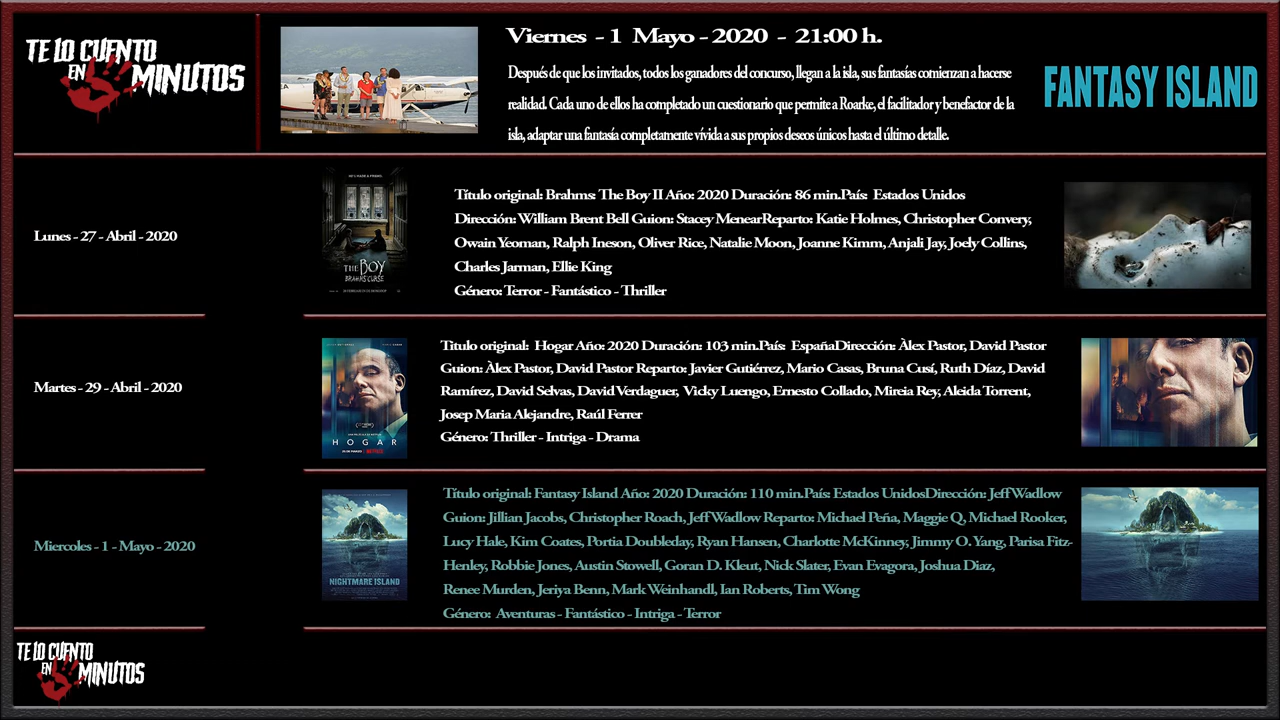 TE LO CUENTO
EN MINUTOS
Viernes - 1 Mayo - 2020 - 21:00 h.
Después de que los invitados, todos los ganadores del concurso, llegan a la isla, sus fantasías comienzan a hacerse
realidad. Cada uno de ellos ha completado un cuestionario que permite a Roarque, el facilitador y benefactor de la
isla, adaptar una fantasía completamente vivida a sus propios deseos únicos hasta el último detalle.
FANTASY ISLAND
Lunes - 27 - Abril - 2020
THE BOY
BRAHMS' CURSE
Título original: Brahms: The Boy II Año: 2020 Duración: 86 min.País Estados Unidos
Dirección: William Brent Bell Guion: Stacey MenearReparto: Katie Holmes, Christopher Convery,
Owain Yeoman, Ralph Ineson, Oliver Rice, Natalie Moon, Joanne Kimm, Anjali Jay, Joely Collins,
Charles Jarman, Ellie King
Género: Terror - Fantástico - Thriller
Martes - 29 - Abril - 2020
HOGAR
NETFLIX
Título original: Hogar Año: 2020 Duración: 103 min.País EspañaDirección: Àlex Pastor, David Pastor
Guion: Àlex Pastor, David Pastor Reparto: Javier Gutiérrez, Mario Casas, Bruna Cusí, Ruth Díaz, David
Ramírez, David Selvas, David Verdaguer, Vicky Luengo, Ernesto Collado, Mireia Rey, Aleida Torrent,
Josep Maria Alejandre, Raúl Ferrer
Género: Thriller - Intriga - Drama
Miercoles - 1 - Mayo - 2020
NIGHTMARE ISLAND
Título original: Fantasy Island Año: 2020 Duración: 110 min.País Estados UnidosDirección: Jeff Wadlow
Guion: Jillian Jacobs, Christopher Roach, Jeff Wadlow Reparto: Michael Peña, Maggie Q, Michael Rooker,
Lucy Hale, Kim Coates, Portia Doubleday, Ryan Hansen, Charlotte McKinney, Jimmy O. Yang, Parisa Fitz-
Henley, Robbie Jones, Austin Stowell, Goran D. Kleut, Nick Slater, Evan Evagora, Joshua Diaz,
Renee Murden, Jeriya Benn, Mark Weinhandl, Ian Roberts, Tim Wong
Género: Aventuras - Fantástico - Intriga - Terror
TE LO CUENTO
EN MINUTOS